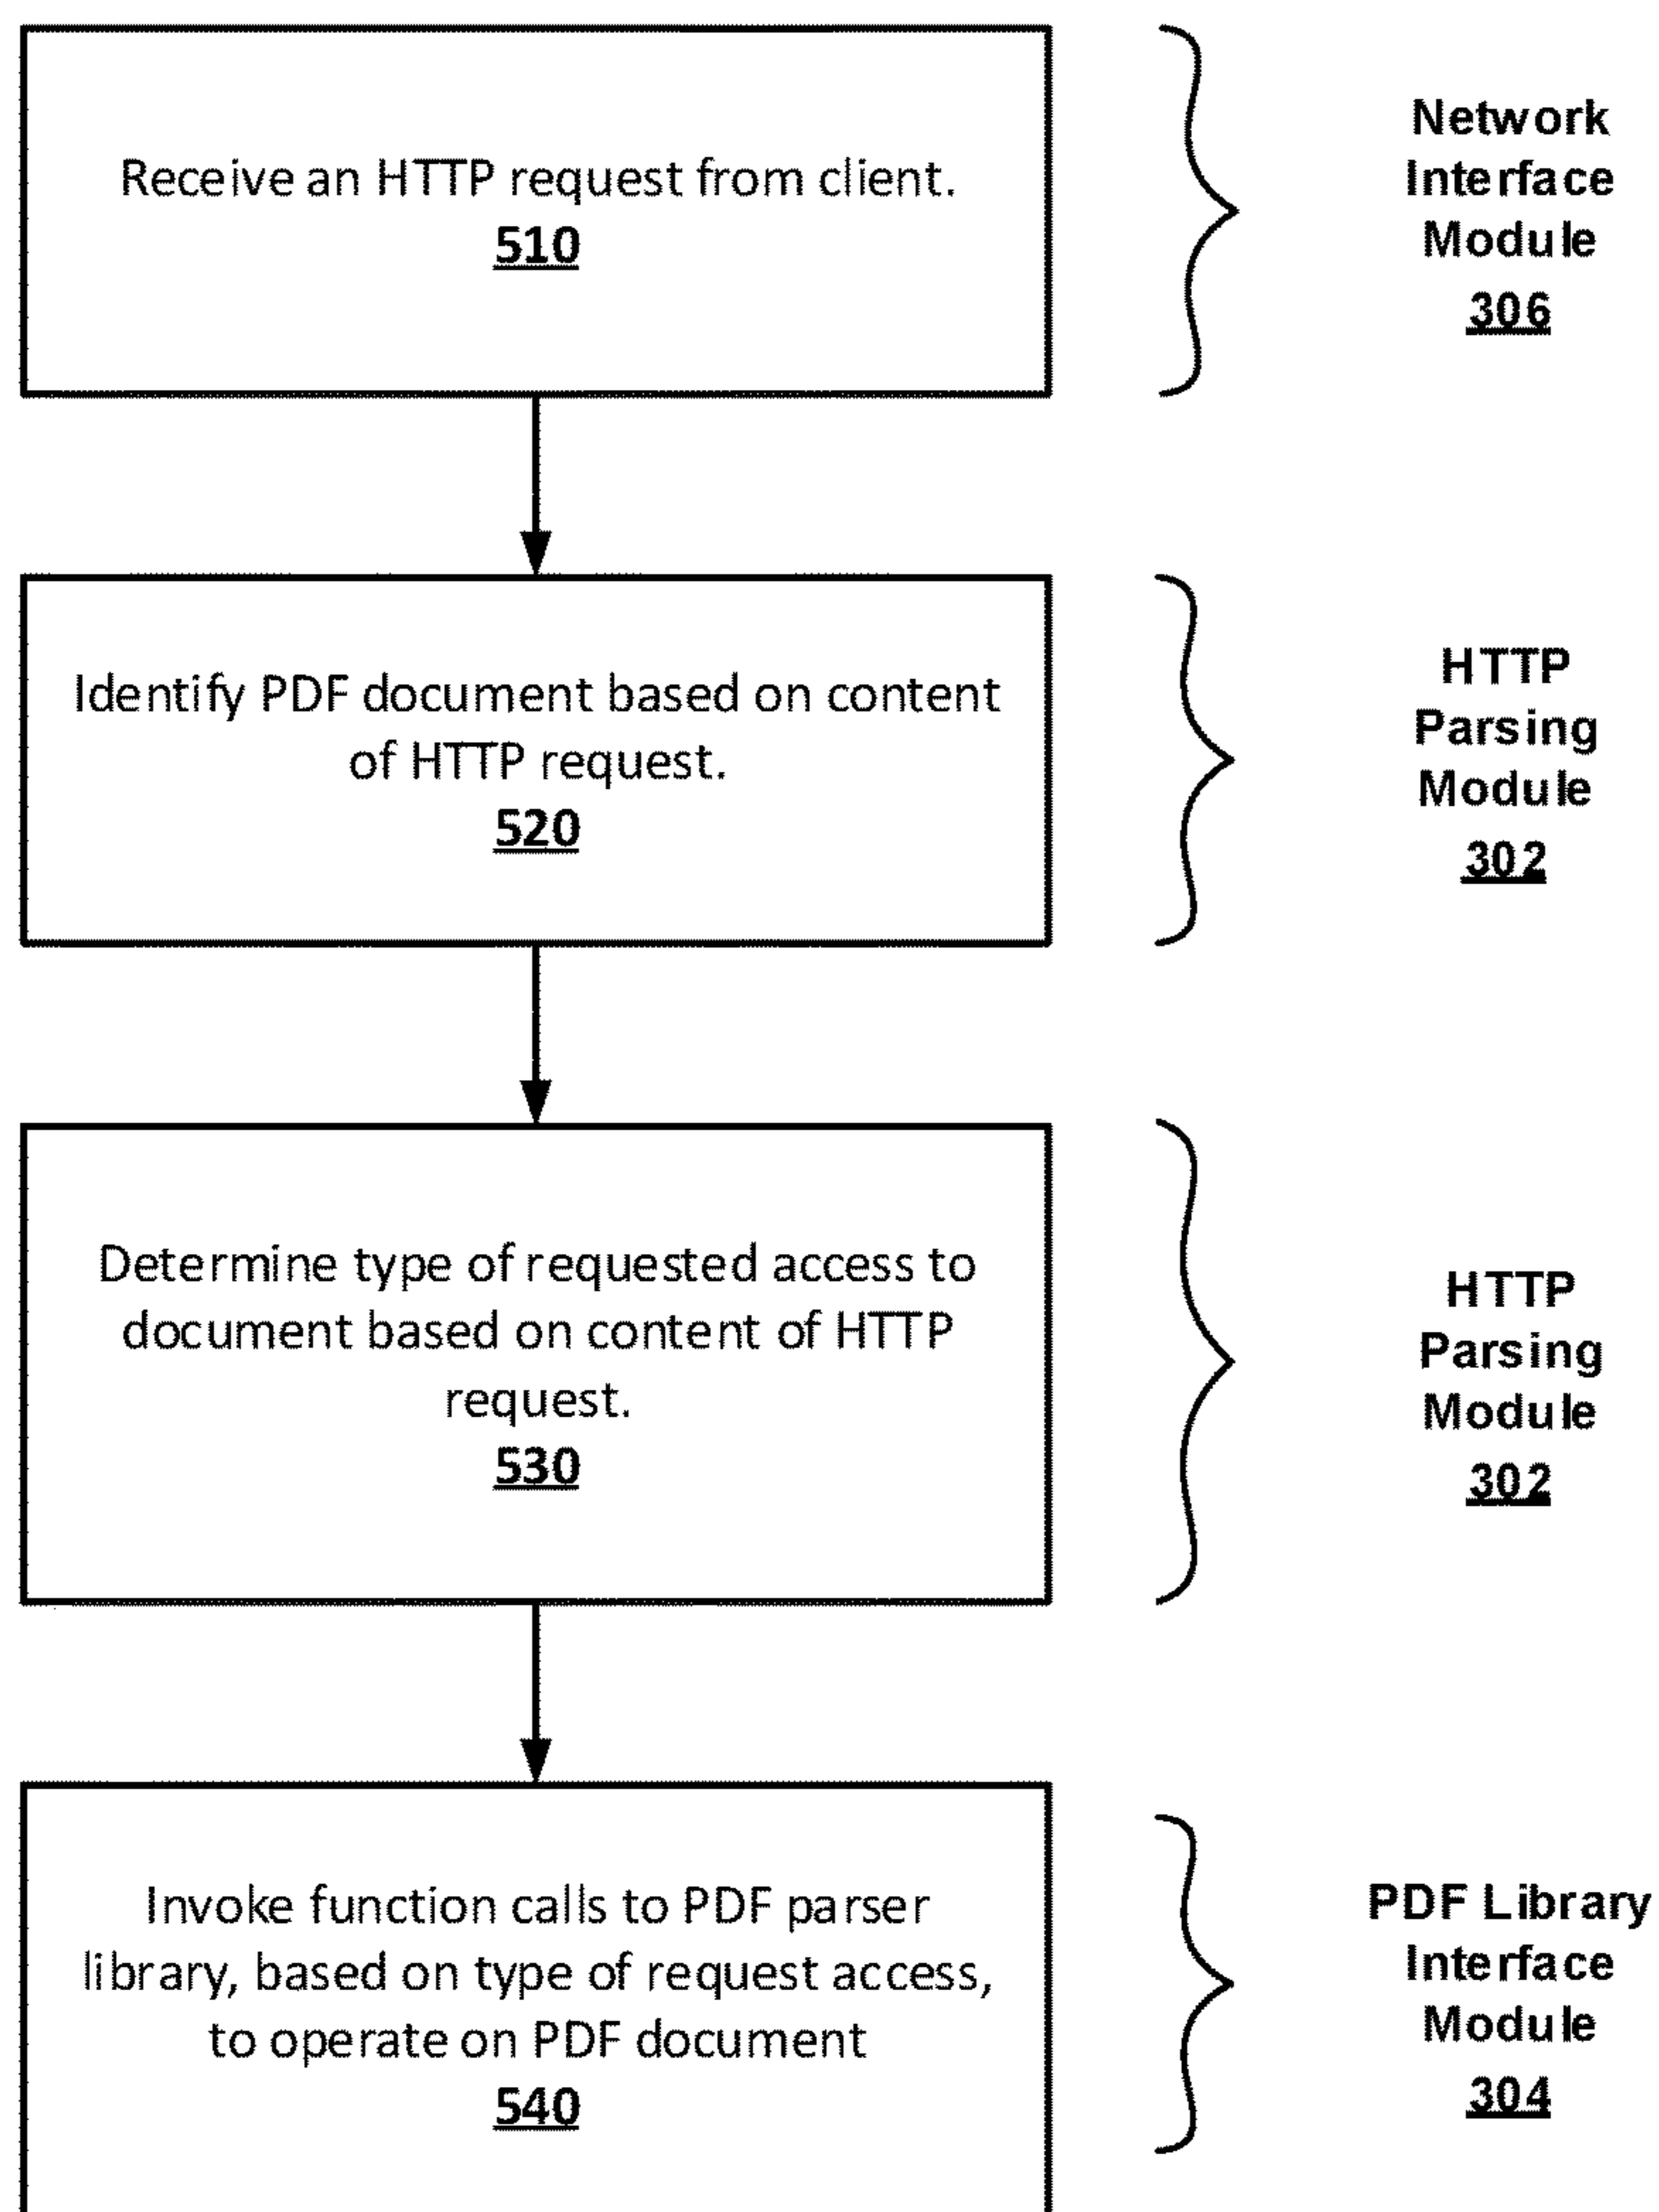 Receive an HTTP request from client.
510
Network
Interface
Module
306
Identify PDF document based on content
of HTTP request.
520
HTTP
Parsing
Module
302
Determine type of requested access to
document based on content of HTTP
request.
530
HTTP
Parsing
Module
302
Invoke function calls to PDF parser
library, based on type of request access,
to operate on PDF document
540
PDF Library
Interface
Module
304